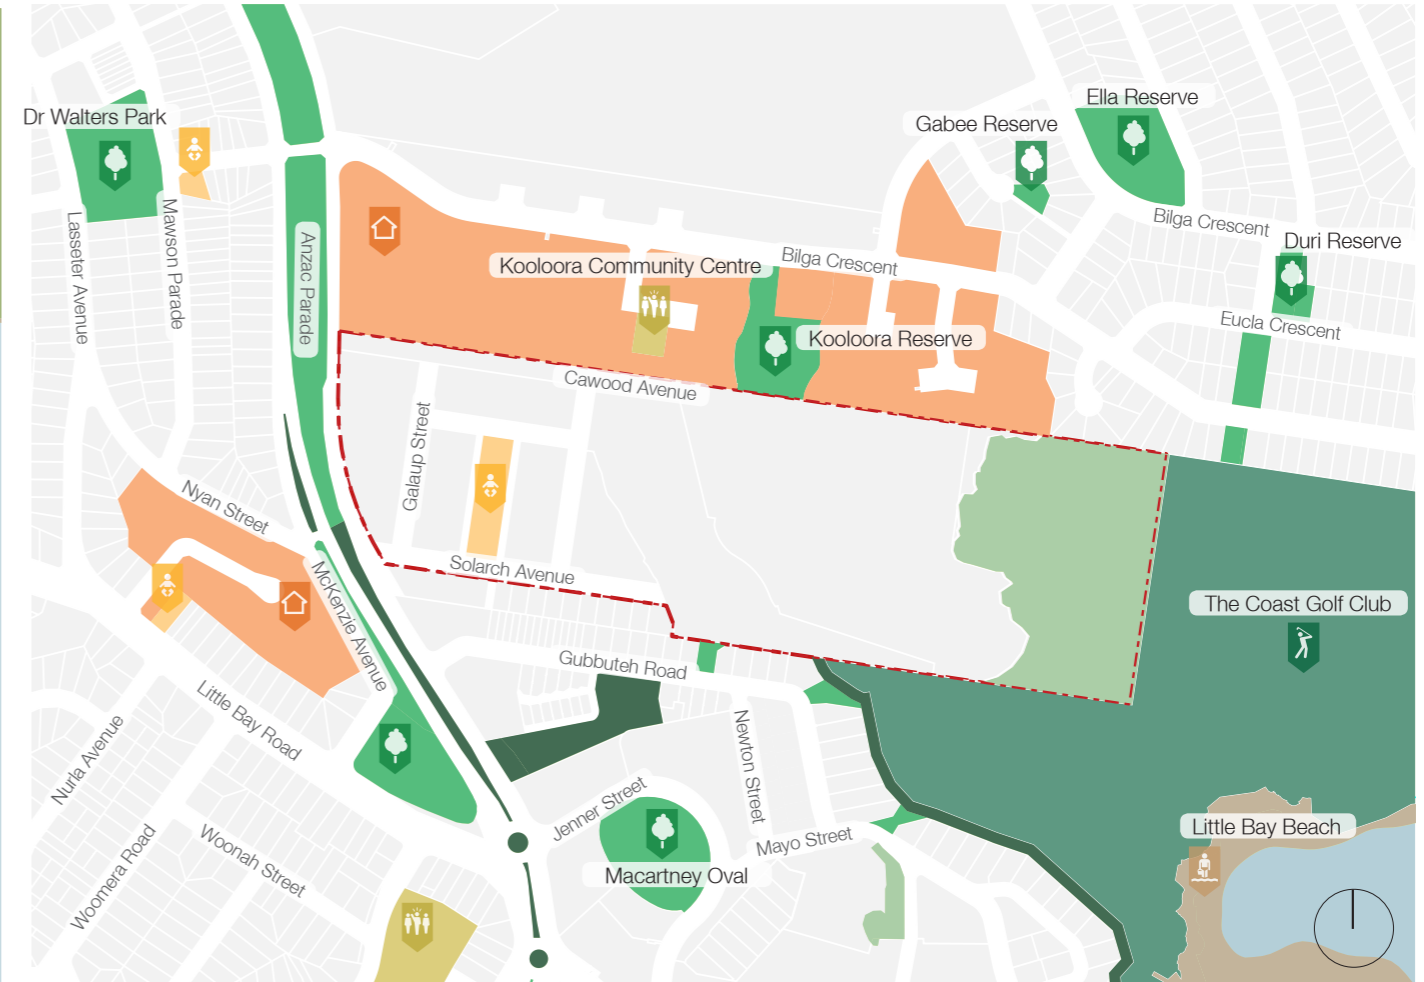 Ella Reserve
Dr Walters Park
Gabee Reserve
Bilga Crescent
Duri Reserve
Lasseter Avenue
Mawson Parade
Anzac Parade
Kooloora Community Centre
Bilga Crescent
Eucla Crescent
Kooloora Reserve
Cawood Avenue
Galaup Street
Nyan Street
Solarch Avenue
McKenzie Avenue
The Coast Golf Club
Gubbuteh Road
Little Bay Road
Nurla Avenue
Newton Street
Jenner Street
Little Bay Beach
Mayo Street
Woomera Road
Woonah Street
Macartney Oval